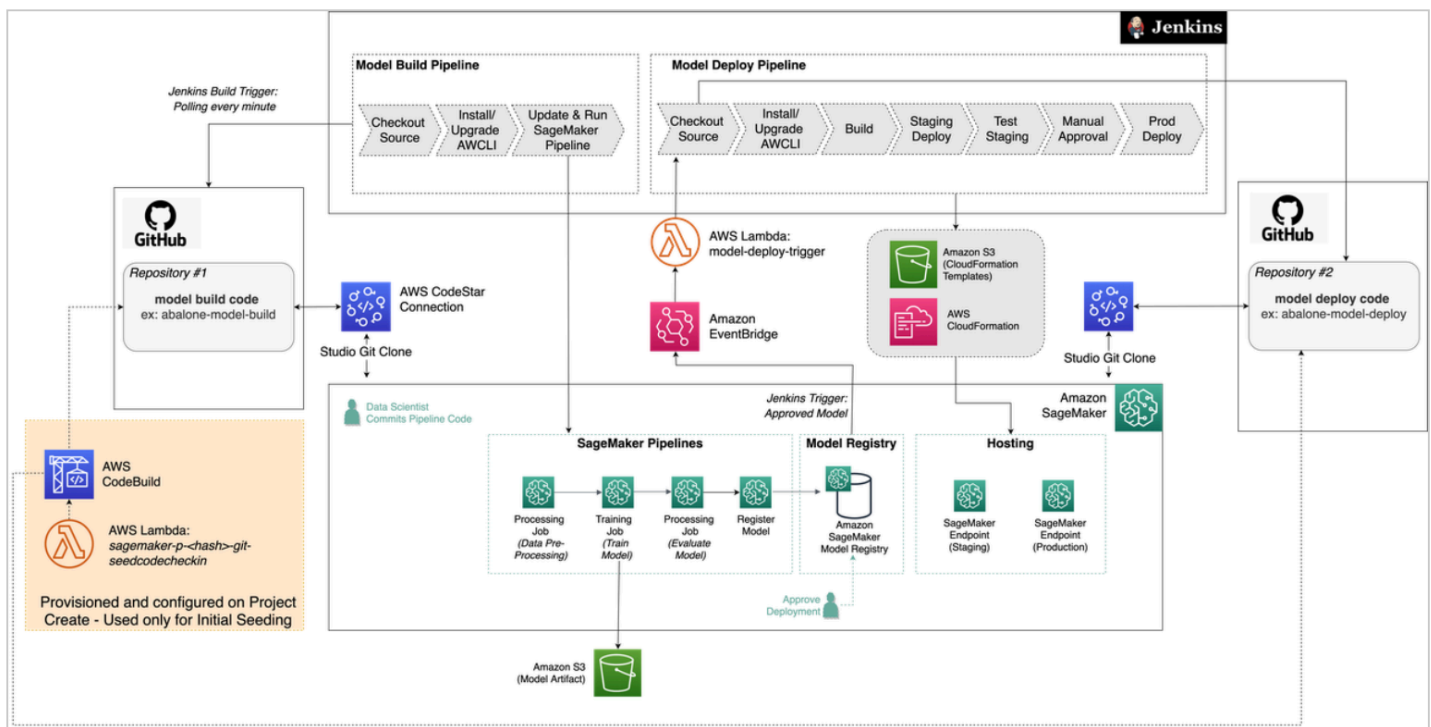 Jenkins
Model Build Pipeline
Model Deploy Pipeline
Jenkins Build Trigger:
Polling every minute
Checkout
Source
Install/
Upgrade
AWCLI
Update & Run
SageMaker
Pipeline
Checkout
Source
Install/
Upgrade
AWCLI
Build
Staging
Deploy
Test
Staging
Manual
Approval
Prod
Deploy
GitHub
Repository #1
model build code
ex: abalone-model-build
AWS CodeStar
Connection
Studio Git Clone
AWS Lambda:
model-deploy-trigger
Amazon
EventBridge
Amazon S3
(CloudFormation
Templates)
AWS
CloudFormation
GitHub
Repository #2
model deploy code
ex: abalone-model-deploy
Studio Git Clone
Amazon
SageMaker
Data Scientist
Commits Pipeline Code
Jenkins Trigger:
Approved Model
SageMaker Pipelines
Model Registry
Hosting
Processing
Job
(Data Pre-
Processing)
Training
Job
(Train
Model)
Processing
Job
(Evaluate Model)
Register
Model
Amazon
SageMaker
Model Registry
SageMaker
Endpoint
(Staging)
SageMaker
Endpoint
(Production)
Approve
Deployment
AWS
CodeBuild
AWS Lambda:
sagemaker-p-<hash>-git-
seedcodecheckin
Provisioned and configured on Project
Create - Used only for Initial Seeding
Amazon S3
(Model Artifact)